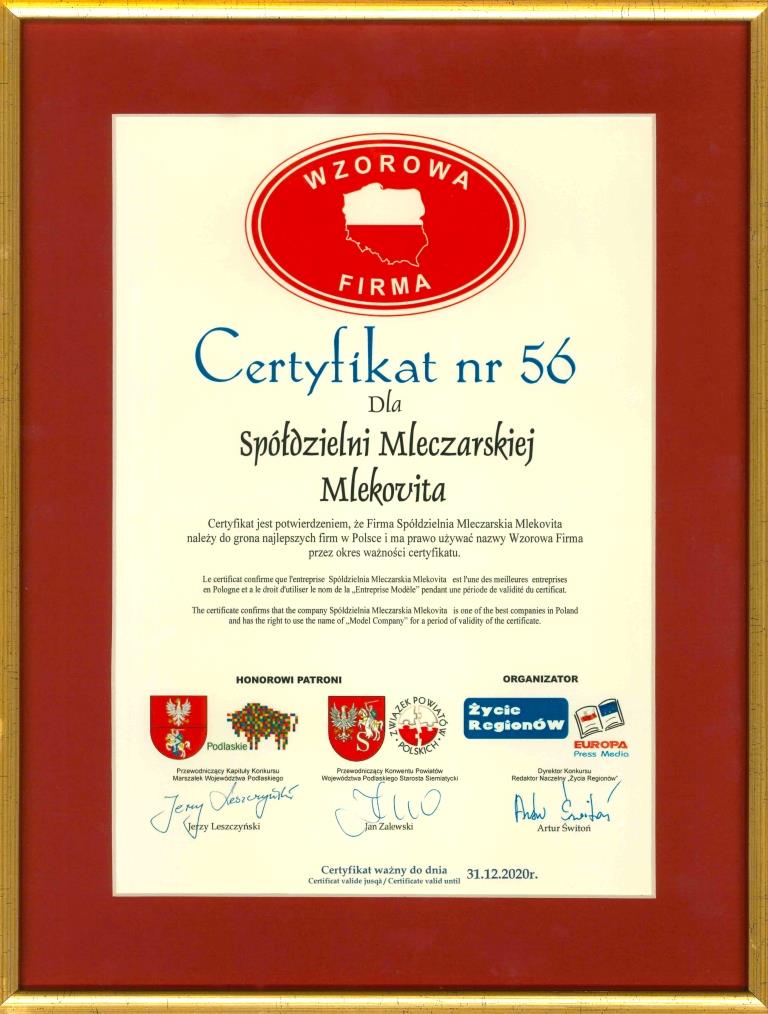 WZOROWA
FIRMA
Certyfikat nr 56
Dla
Spółdzielni Mleczarskiej
Mlekovita
Certyfikat jest potwierdzeniem, że Firma Spółdzielnia Mleczarska Mlekovita
należy do grona najlepszych firm w Polsce i ma prawo używać nazwy Wzorowa Firma
przez okres ważności certyfikatu.
Le certificat confirme que l'entreprise Spółdzielnia Mleczarska Mlekovita est l'une des meilleures entreprises
en Pologne et a le droit d'utiliser le nom de la „Entreprise Modèle” pendant une période de validité du certificat.
The certificate confirms that the company Spółdzielnia Mleczarska Mlekovita is one of the best companies in Poland
and has the right to use the name of „Model Company” for a period of validity of the certificate.
HONOROWI PATRONI
ORGANIZATOR
Podlaskie
S
ZWIĄZEK POWIATÓW
POLSKICH
Życie
Regionów
EUROPA
Press Media
Przewodniczący Kapituły Konkursu
Marszałek Województwa Podlaskiego
Jerzy Leszczyński
Jerzy Leszczyński
Przewodniczący Konwentu Powiatów
Województwa Podlaskiego Starosta Siemiatycki
Jan Zalewski
Dyrektor Konkursu
Redaktor Naczelny „Życia Regionów”
Artur Świtoń
Artur Świtoń
Certyfikat ważny do dnia 31.12.2020r.
Certificat valide jusqà / Certificate valid until